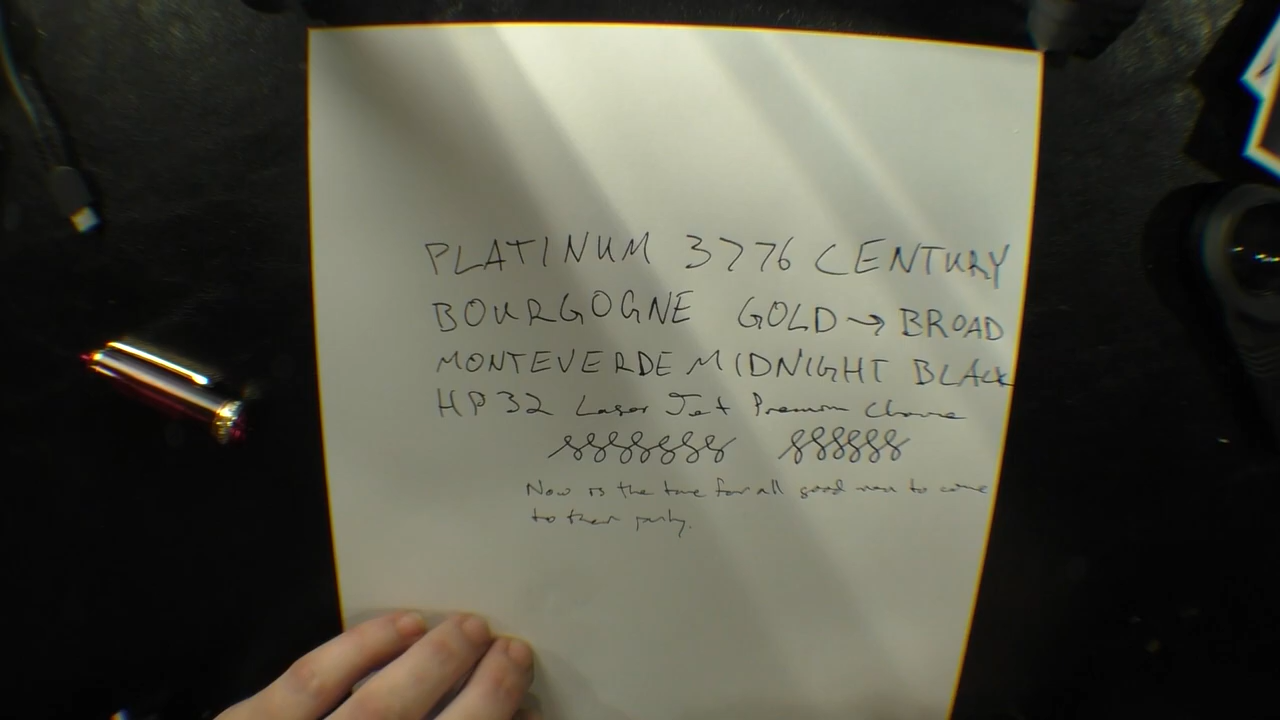 PLATINUM 3776 CENTURY
BOURGOGNE GOLD → BROAD
MONTEVERDE MIDNIGHT BLACK
HP32 Laser Jet Premium Choice
Now is the time for all good men to come
to their party.